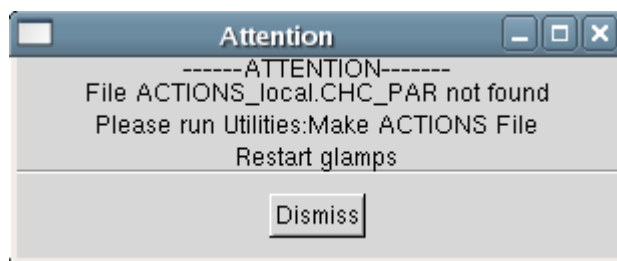 Attention
------ATTENTION-------
File ACTIONS_local.CHC_PAR not found
Please run Utilities:Make ACTIONS File
Restart glamps
Dismiss